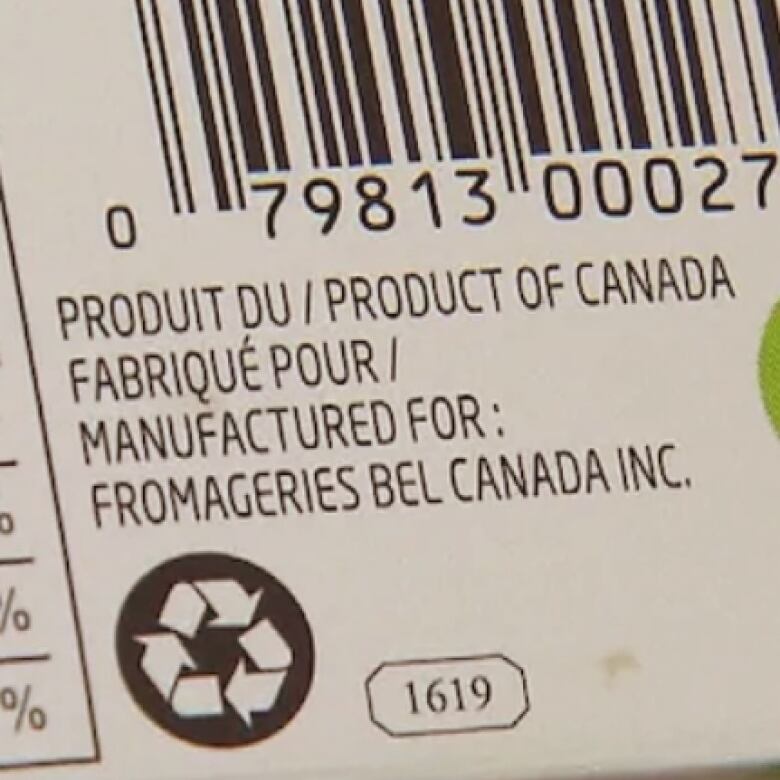 0 79813 00027
PRODUIT DU / PRODUCT OF CANADA
FABRIQUÉ POUR /
MANUFACTURED FOR :
FROMAGERIES BEL CANADA INC.
%
%
%
1619